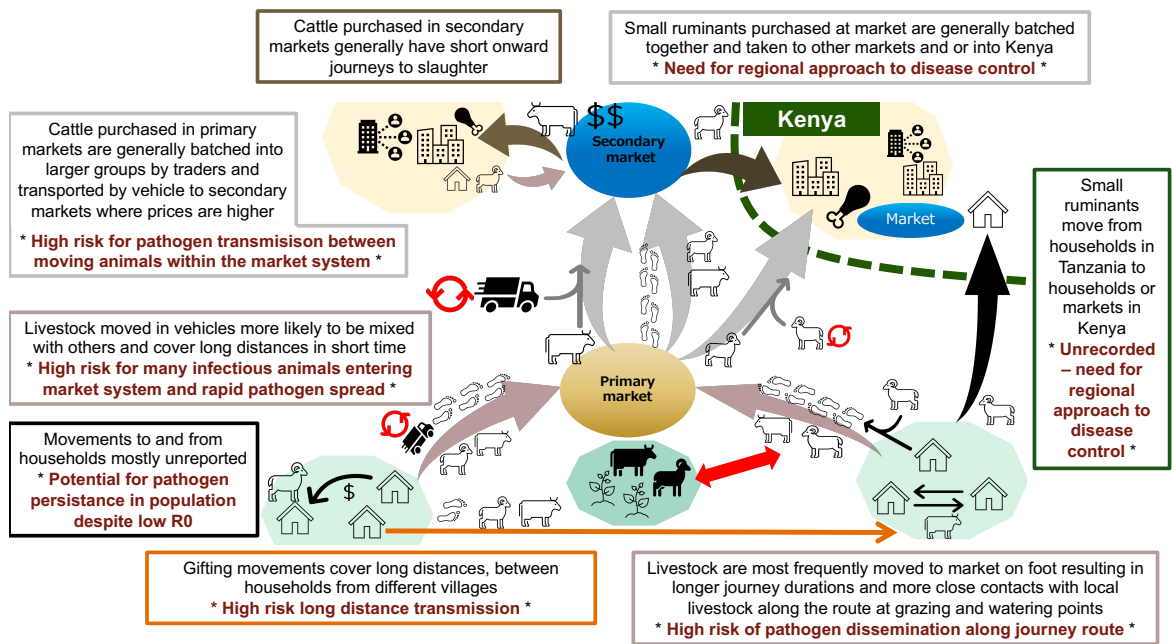 Cattle purchased in secondary
markets generally have short onward
journeys to slaughter
Small ruminants purchased at market are generally batched
together and taken to other markets and or into Kenya
* Need for regional approach to disease control *
Cattle purchased in primary
markets are generally batched into
larger groups by traders and
transported by vehicle to secondary
markets where prices are higher
* High risk for pathogen transmisison between
moving animals within the market system *
$$
Secondary
market
Kenya
Market
Small
ruminants
move from
households in
Tanzania to
households or
markets in
Kenya
* Unrecorded
– need for
regional
approach to
disease
control *
Livestock moved in vehicles more likely to be mixed
with others and cover long distances in short time
* High risk for many infectious animals entering
market system and rapid pathogen spread *
Primary
market
Movements to and from
households mostly unreported
* Potential for pathogen
persistance in population
despite low R0
$
Gifting movements cover long distances, between
households from different villages
* High risk long distance transmission *
Livestock are most frequently moved to market on foot resulting in
longer journey durations and more close contacts with local
livestock along the route at grazing and watering points
* High risk of pathogen dissemination along journey route *